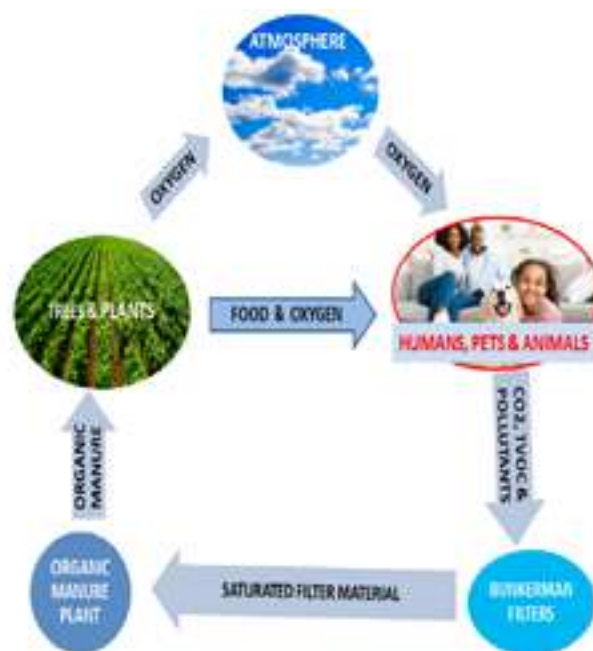 ATMOSPHERE
OXYGEN
OXYGEN
TREES & PLANTS
FOOD & OXYGEN
HUMANS, PETS & ANIMALS
ORGANIC
MANURE
CO2, TVOC &
POLLUTANTS
ORGANIC
MANURE
PLANT
SATURATED FILTER MATERIAL
BUNKERMAN
FILTERS